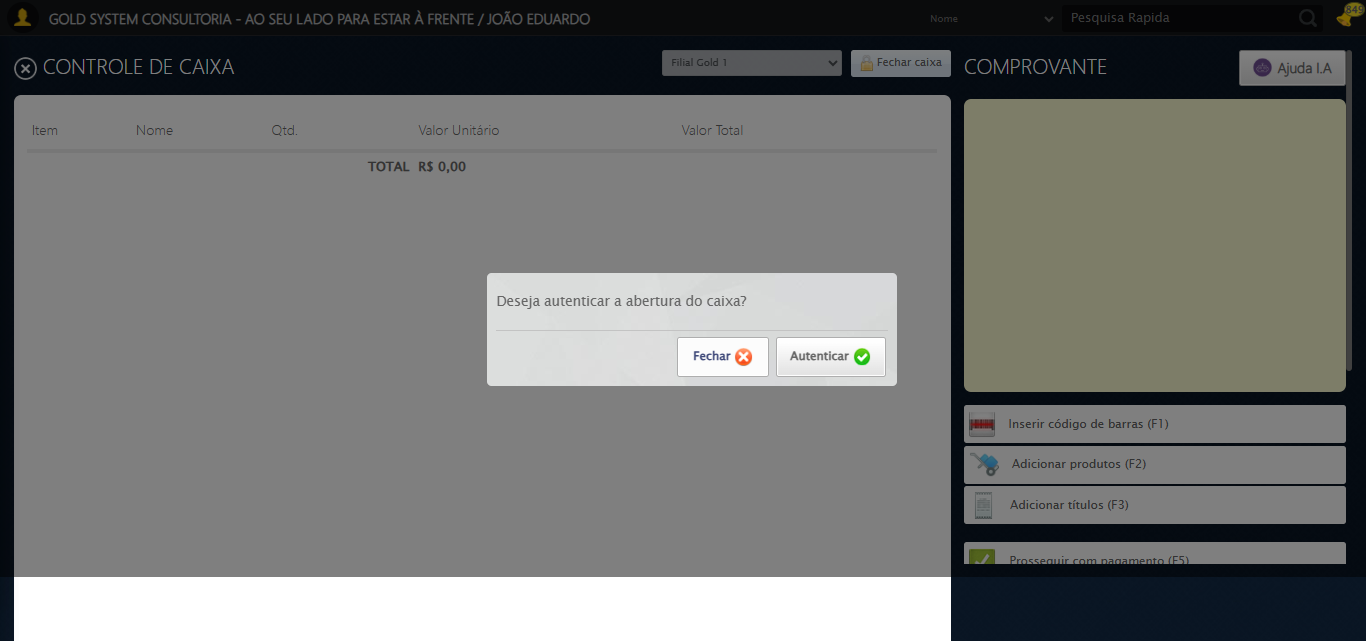 GOLD SYSTEM CONSULTORIA - AO SEU LADO PARA ESTAR À FRENTE / JOÃO EDUARDO
Nome
Pesquisa Rapida
849
CONTROLE DE CAIXA
Filial Gold 1
Fechar caixa
COMPROVANTE
Ajuda I.A
Item Nome Qtd. Valor Unitário Valor Total
TOTAL R$ 0,00
Deseja autenticar a abertura do caixa?
Fechar
Autenticar
Inserir código de barras (F1)
Adicionar produtos (F2)
Adicionar títulos (F3)
Prosseguir com pagamento (F5)